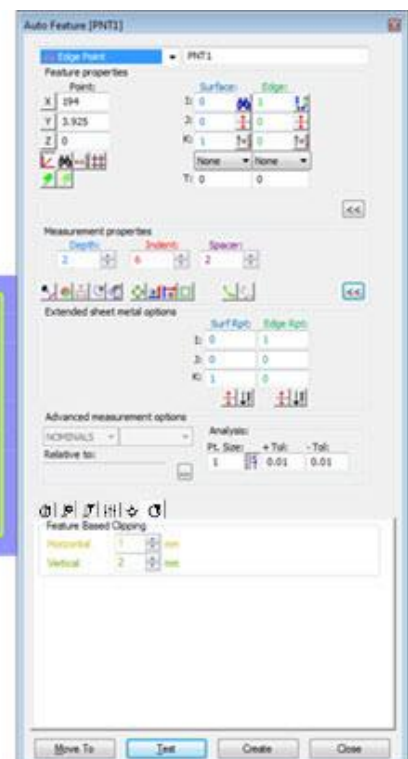 Auto Feature [PNT1]
Edge Point PNT1
Feature properties
Point: Surface: Edge:
X 194 I: 0 1
Y 3.925 J: 0 0
Z 0 K: 1 0
None None
T: 0 0
<<
Measurement properties
Depth: Indent: Spacer:
2 6 2
<<
Extended sheet metal options
Surf Rpt: Edge Rpt:
I: 0 1
J: 0 0
K: 1 0
Advanced measurement options
NOMINALS
Analysis:
Relative to: Pt. Size: + Tol: - Tol:
1 0.01 0.01
...
Feature Based Clipping
Horizontal 1 mm
Vertical 2 mm
Move To Test Create Close